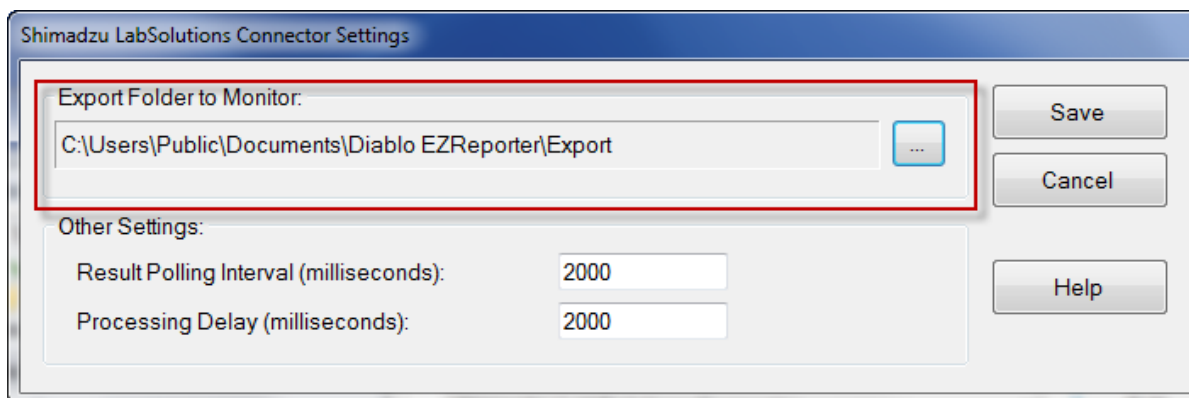 Shimadzu LabSolutions Connector Settings
Export Folder to Monitor:
C:\Users\Public\Documents\Diablo EZReporter\Export
...
Save
Cancel
Other Settings:
Result Polling Interval (milliseconds):
2000
Processing Delay (milliseconds):
2000
Help